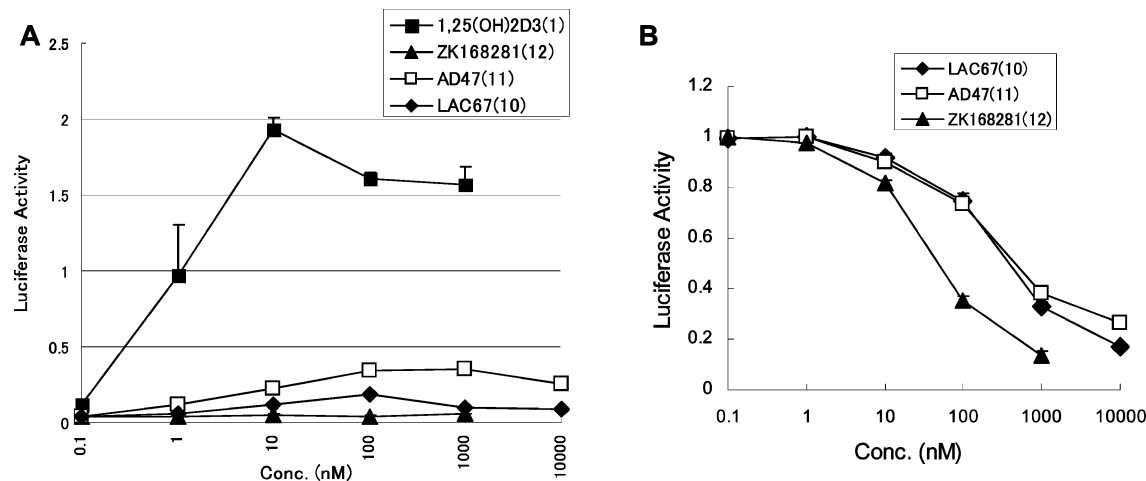 A
1,25(OH)2D3(1)
ZK168281(12)
AD47(11)
LAC67(10)
Luciferase Activity
2.5
2
1.5
1
0.5
0
0.1
1
10
100
1000
10000
Conc. (nM)
B
LAC67(10)
AD47(11)
ZK168281(12)
Luciferase Activity
1.2
1
0.8
0.6
0.4
0.2
0
0.1
1
10
100
1000
10000
Conc. (nM)